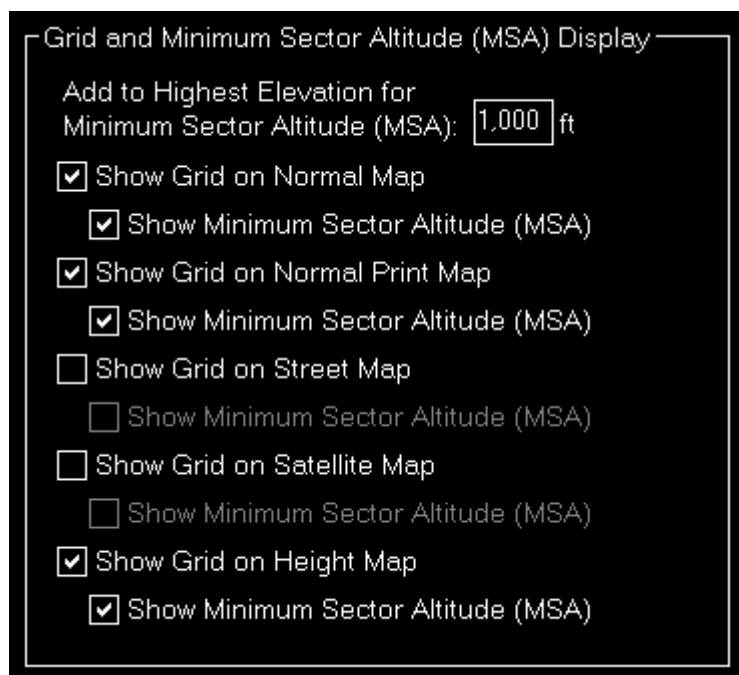 Grid and Minimum Sector Altitude (MSA) Display
Add to Highest Elevation for
Minimum Sector Altitude (MSA): 1,000 ft
Show Grid on Normal Map
Show Minimum Sector Altitude (MSA)
Show Grid on Normal Print Map
Show Minimum Sector Altitude (MSA)
Show Grid on Street Map
Show Minimum Sector Altitude (MSA)
Show Grid on Satellite Map
Show Minimum Sector Altitude (MSA)
Show Grid on Height Map
Show Minimum Sector Altitude (MSA)